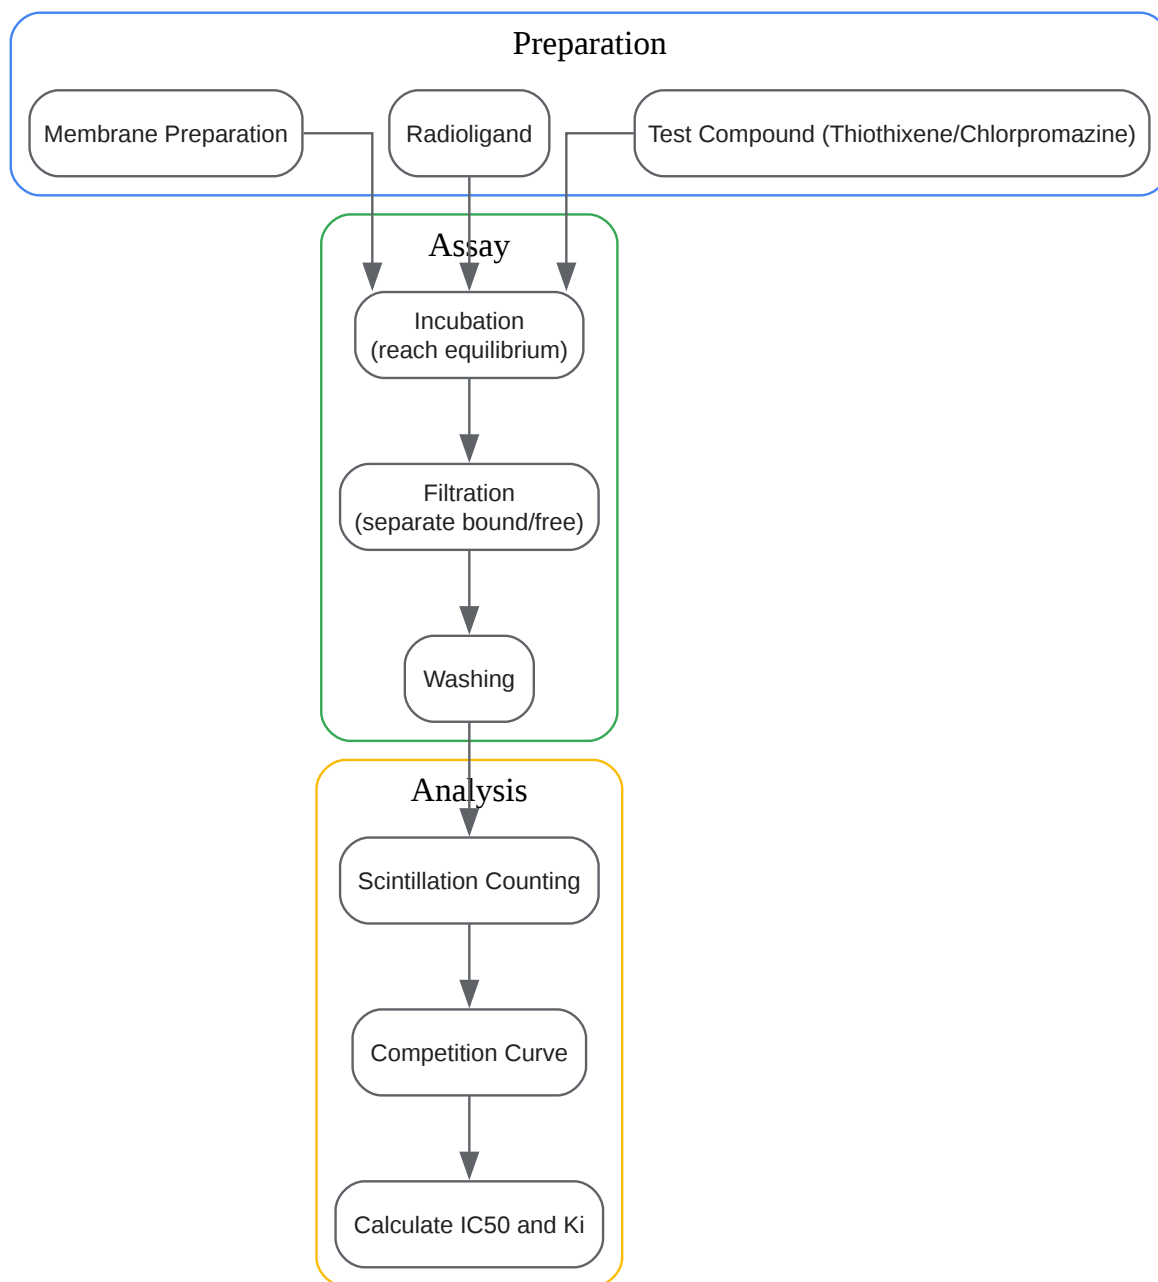 Preparation
Membrane Preparation
Radioligand
Test Compound (Thiothixene/Chlorpromazine)
Assay
Incubation
(reach equilibrium)
Filtration
(separate bound/free)
Washing
Analysis
Scintillation Counting
Competition Curve
Calculate IC50 and Ki